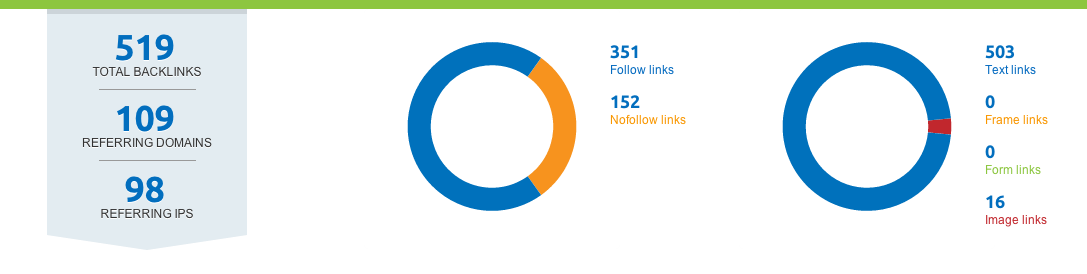 519
TOTAL BACKLINKS
109
REFERRING DOMAINS
98
REFERRING IPS
351
Follow links
152
Nofollow links
503
Text links
0
Frame links
0
Form links
16
Image links